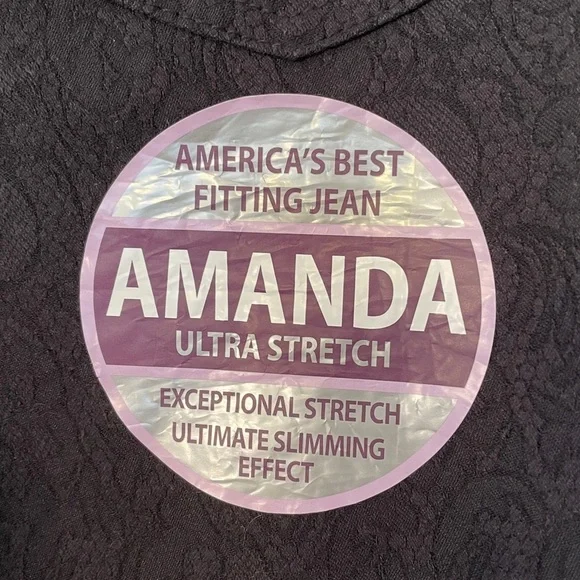 AMERICA'S BEST
FITTING JEAN
AMANDA
ULTRA STRETCH
EXCEPTIONAL STRETCH
ULTIMATE SLIMMING
EFFECT